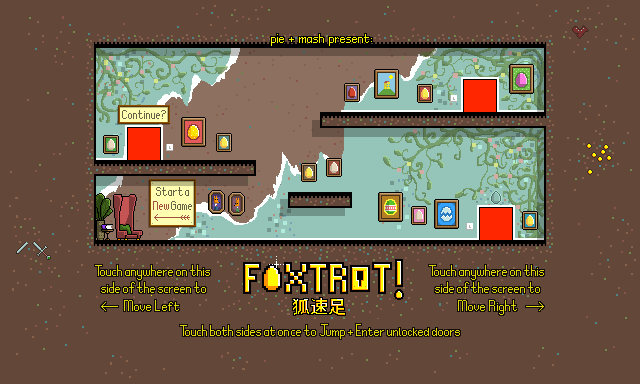 pie + mash present:
Continue?
Start a
New Game
FOXTROT!
狐速足
Touch anywhere on this
side of the screen to
Move Left
Touch anywhere on this
side of the screen to
Move Right
Touch both sides at once to Jump + Enter unlocked doors